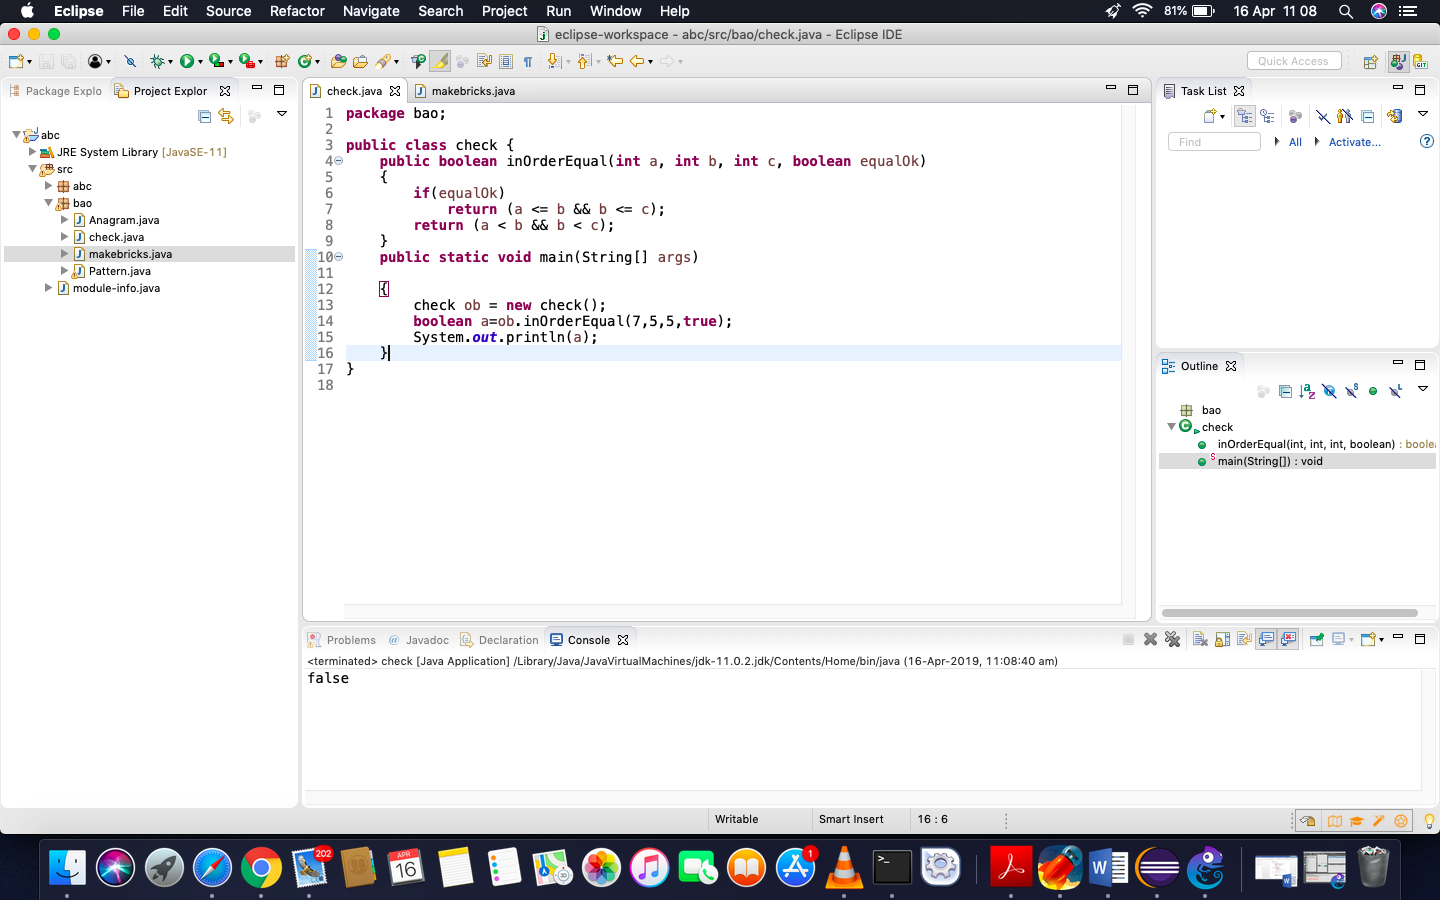 Eclipse File Edit Source Refactor Navigate Search Project Run Window Help 81% 16 Apr 11 08
eclipse-workspace - abc/src/bao/check.java - Eclipse IDE
Quick Access
Package Explo Project Explor
abc
JRE System Library [JavaSE-11]
src
abc
bao
Anagram.java
check.java
makebricks.java
Pattern.java
module-info.java
check.java makebricks.java
1 package bao;
2
3 public class check {
4 public boolean inOrderEqual(int a, int b, int c, boolean equalOk)
5 {
6 if(equalOk)
7 return (a <= b && b <= c);
8 return (a < b && b < c);
9 }
10 public static void main(String[] args)
11
12 {
13 check ob = new check();
14 boolean a=ob.inOrderEqual(7,5,5,true);
15 System.out.println(a);
16 }
17 }
18
Task List
Find All Activate...
Outline
bao
check
inOrderEqual(int, int, int, boolean) : boole
main(String[]) : void
Problems @ Javadoc Declaration Console
<terminated> check [Java Application] /Library/Java/JavaVirtualMachines/jdk-11.0.2.jdk/Contents/Home/bin/java (16-Apr-2019, 11:08:40 am)
false
Writable Smart Insert 16 : 6
202
APR
16
1